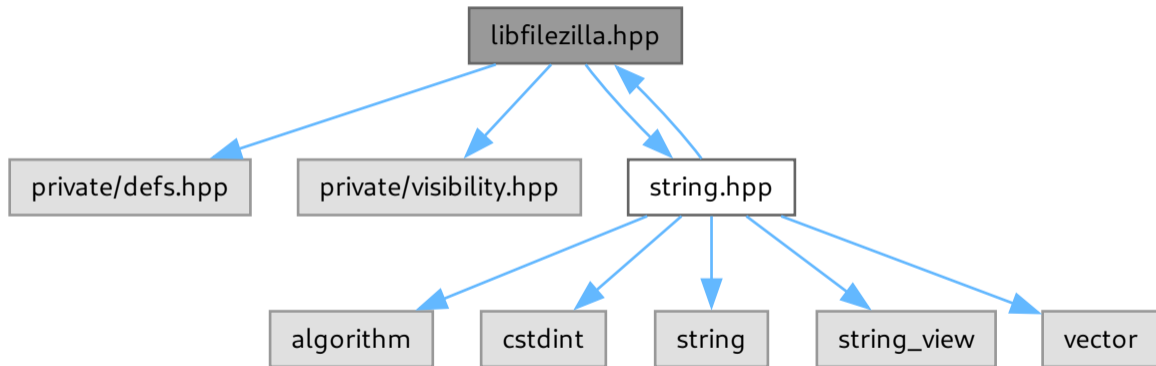 libfilezilla.hpp
private/defs.hpp
private/visibility.hpp
string.hpp
algorithm
cstdint
string
string_view
vector